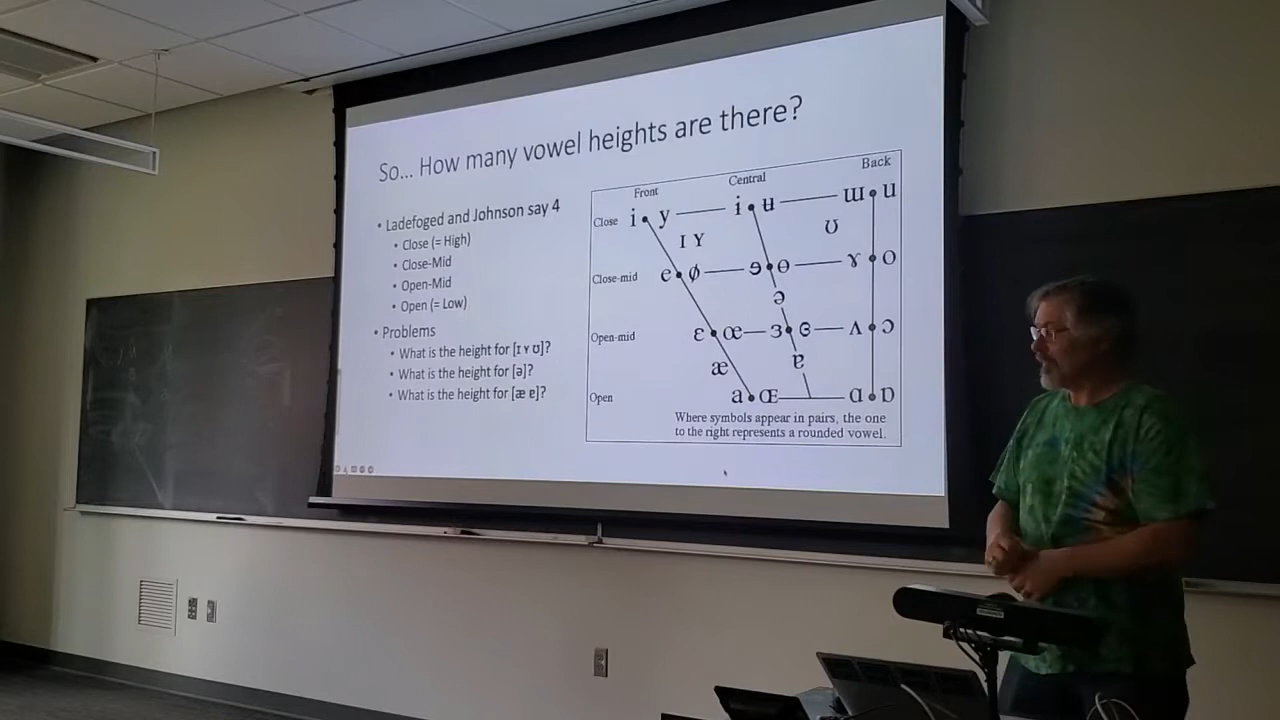 So... How many vowel heights are there?
• Ladefoged and Johnson say 4
• Close (= High)
• Close-Mid
• Open-Mid
• Open (= Low)
• Problems
• What is the height for [ɪ ʏ ʊ]?
• What is the height for [ə]?
• What is the height for [æ ɐ]?
Front Central Back
Close i y ɨ ʉ ɯ u
ɪ ʏ ʊ
Close-mid e ø ɘ ɵ ɤ o
ə
Open-mid ɛ œ ɜ ɞ ʌ ɔ
æ ɐ
Open a ɶ ɑ ɒ
Where symbols appear in pairs, the one
to the right represents a rounded vowel.